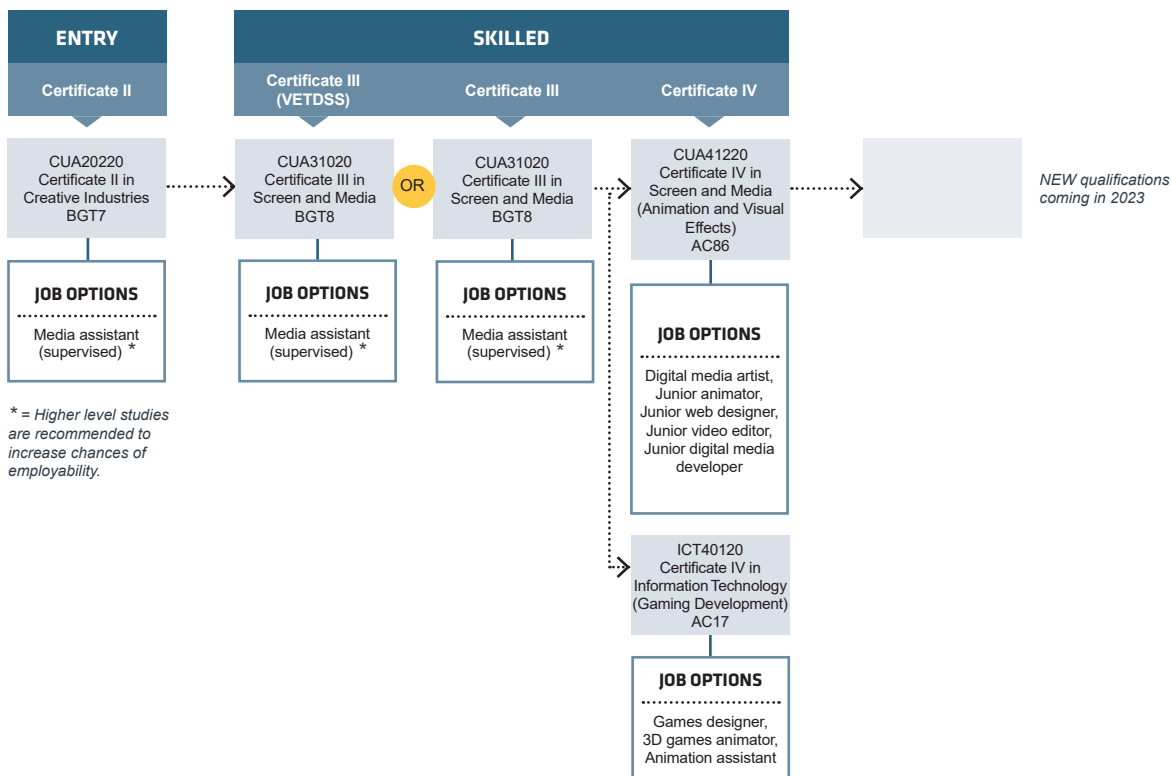 ENTRY
SKILLED
Certificate II
Certificate III
(VETDSS)
Certificate III
Certificate IV
CUA20220
Certificate II in
Creative Industries
BGT7
CUA31020
Certificate III in
Screen and Media
BGT8
OR
CUA31020
Certificate III in
Screen and Media
BGT8
CUA41220
Certificate IV in
Screen and Media
(Animation and Visual
Effects)
AC86
NEW qualifications
coming in 2023
JOB OPTIONS
Media assistant
(supervised) *
JOB OPTIONS
Media assistant
(supervised) *
JOB OPTIONS
Media assistant
(supervised) *
JOB OPTIONS
Digital media artist,
Junior animator,
Junior web designer,
Junior video editor,
Junior digital media
developer
* = Higher level studies
are recommended to
increase chances of
employability.
ICT40120
Certificate IV in
Information Technology
(Gaming Development)
AC17
JOB OPTIONS
Games designer,
3D games animator,
Animation assistant